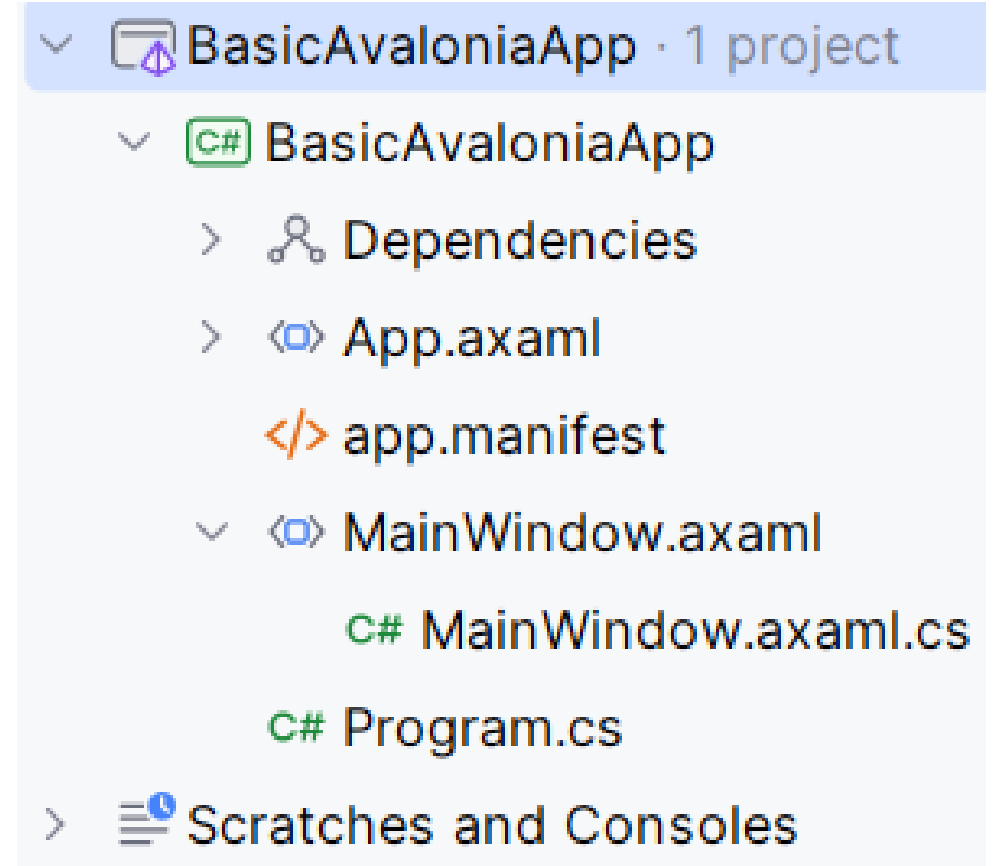 BasicAvaloniaApp · 1 project
C# BasicAvaloniaApp
Dependencies
App.axaml
</> app.manifest
MainWindow.axaml
C# MainWindow.axaml.cs
C# Program.cs
Scratches and Consoles